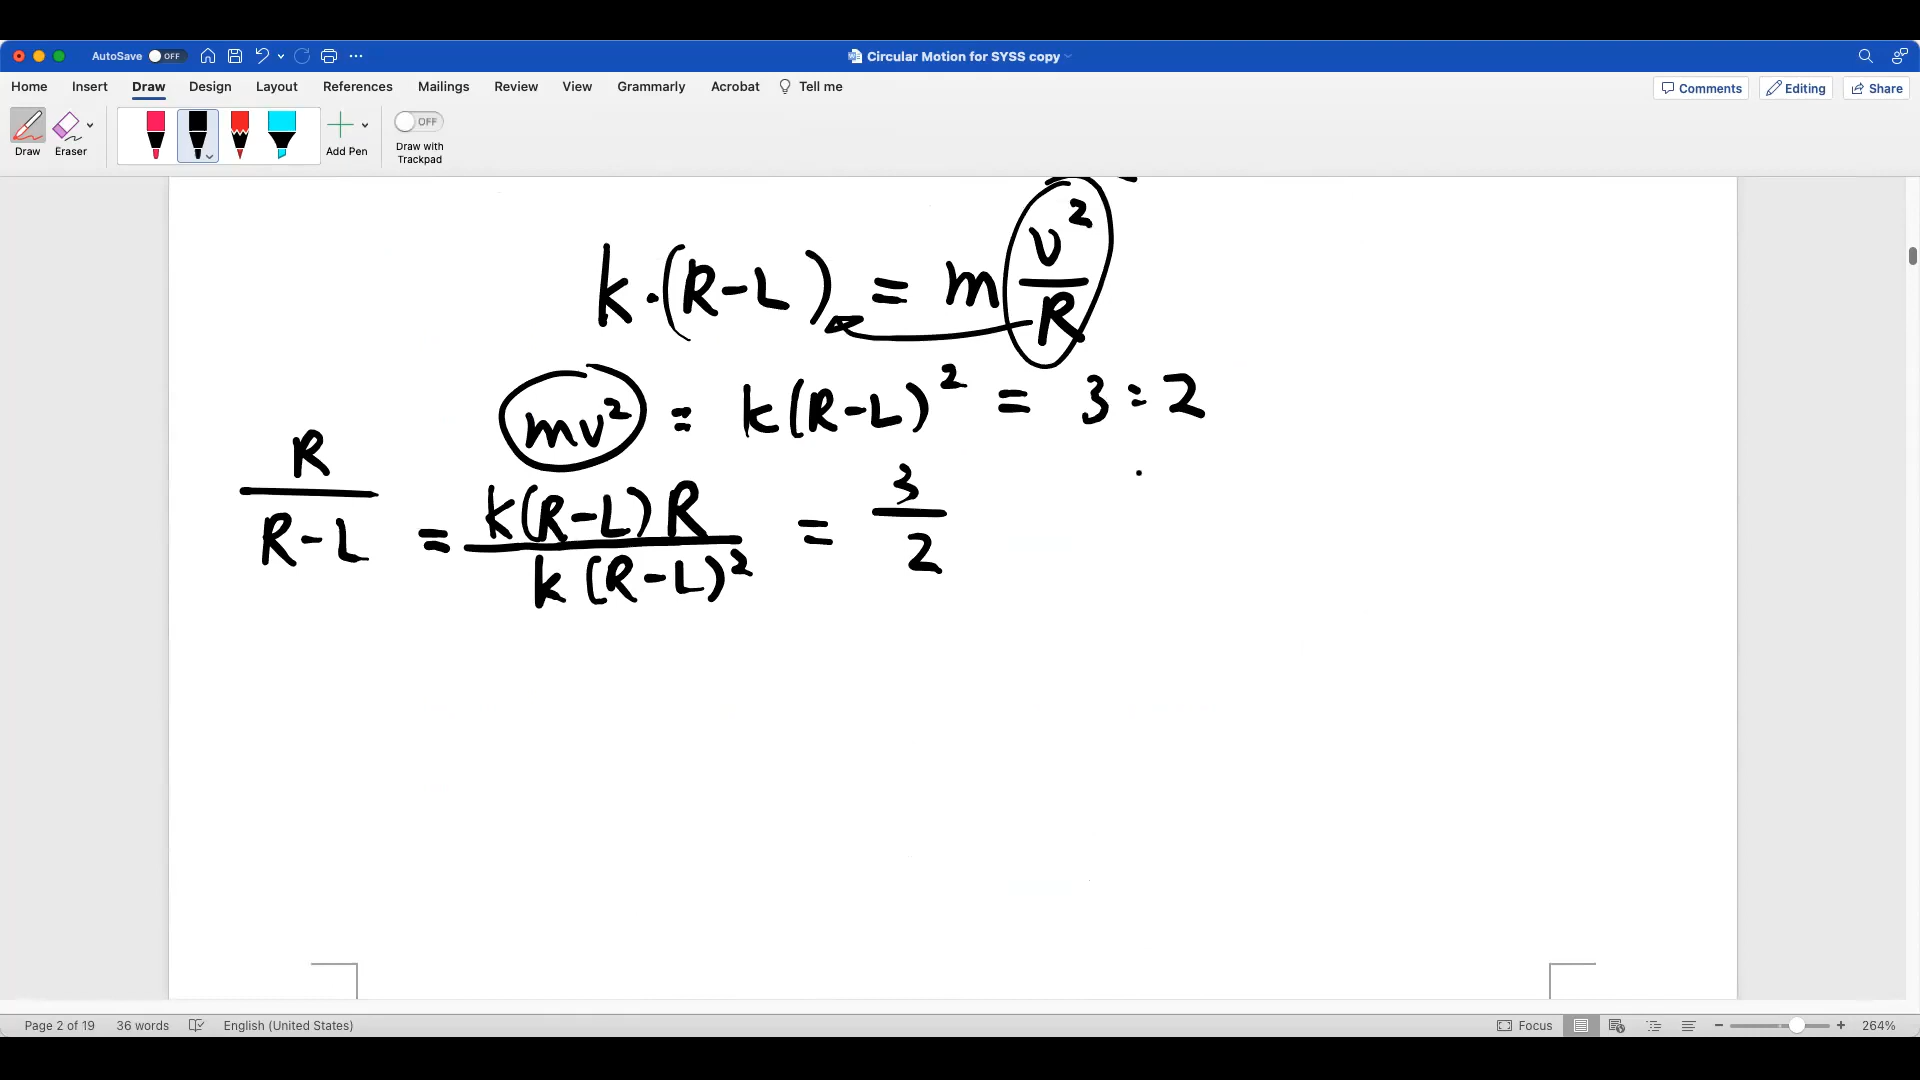 AutoSave OFF Circular Motion for SYSS copy
Home Insert Draw Design Layout References Mailings Review View Grammarly Acrobat Tell me Comments Editing Share
OFF
Draw Eraser Add Pen Draw with
Trackpad
k·(R-L) = m v²/R
mv² : k(R-L)² = 3:2
R/(R-L) = k(R-L)R/k(R-L)² = 3/2
Page 2 of 19 36 words English (United States) Focus 264%